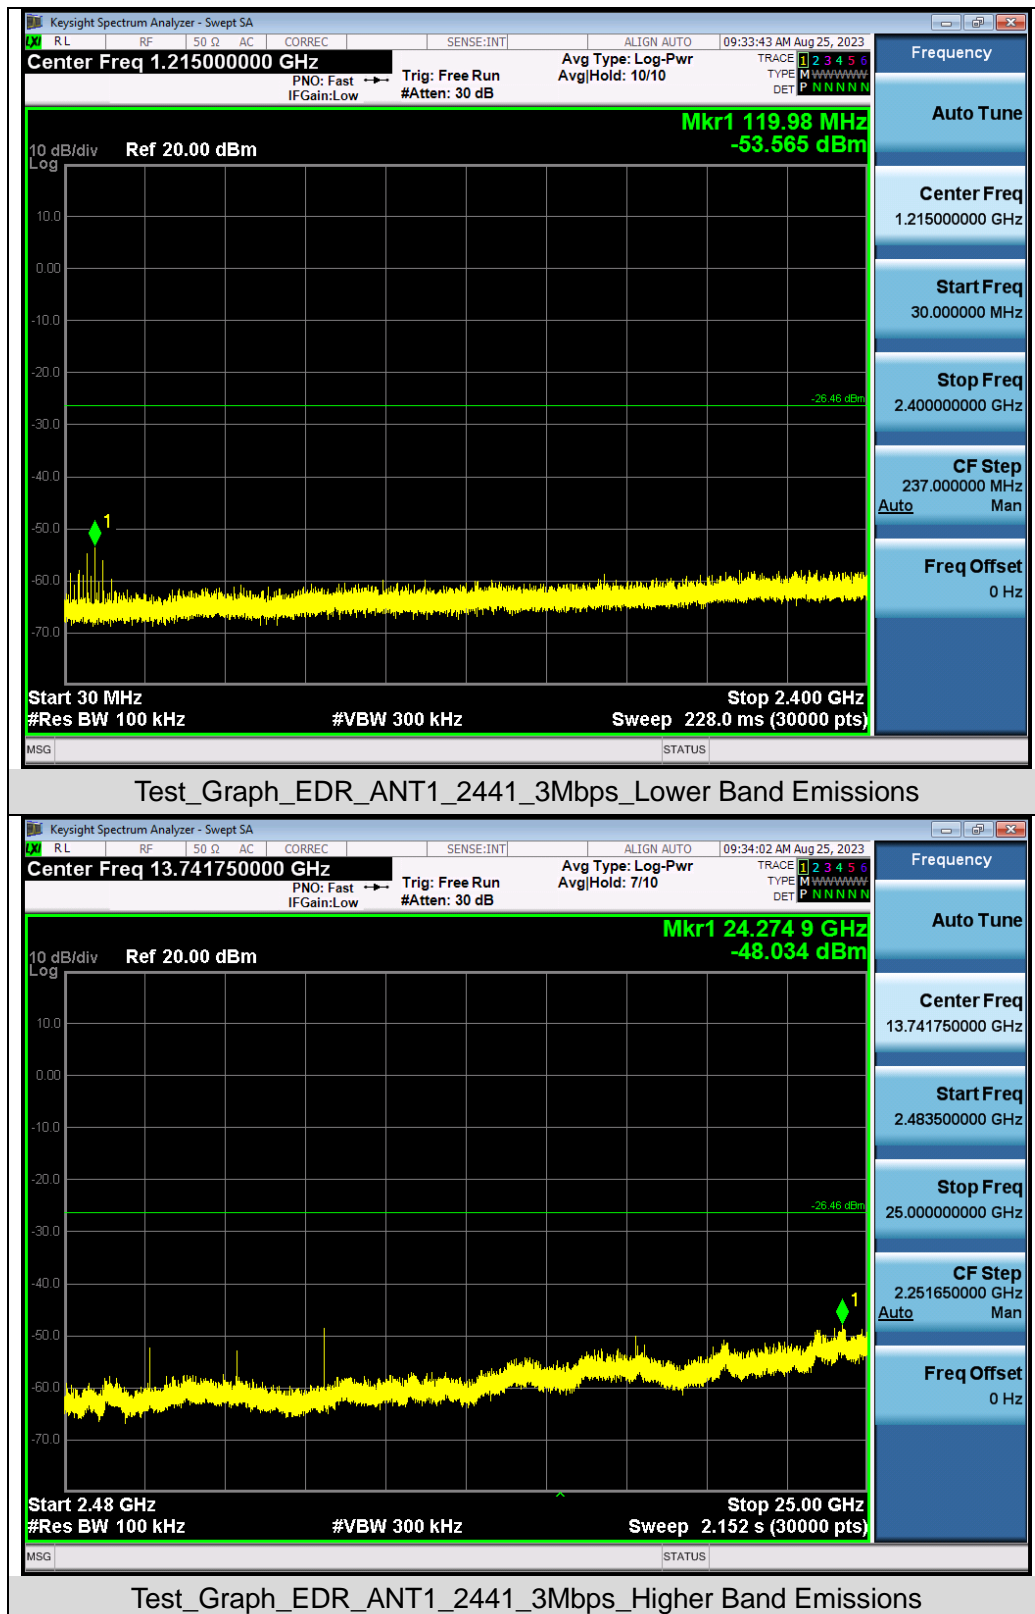 Keysight Spectrum Analyzer - Swept SA
LXI RL RF 50 Ω AC CORREC SENSE:INT ALIGN AUTO 09:33:43 AM Aug 25, 2023
Center Freq 1.215000000 GHz
PNO: Fast
IFGain:Low
Trig: Free Run
#Atten: 30 dB
Avg Type: Log-Pwr
Avg|Hold: 10/10
TRACE 1 2 3 4 5 6
TYPE M WWWWW
DET P N N N N N
Mkr1 119.98 MHz
-53.565 dBm
10 dB/div Ref 20.00 dBm
Log
10.0
0.00
-10.0
-20.0
-26.46 dBm
-30.0
-40.0
-50.0
1
-60.0
-70.0
Start 30 MHz Stop 2.400 GHz
#Res BW 100 kHz #VBW 300 kHz Sweep 228.0 ms (30000 pts)
MSG STATUS
Frequency
Auto Tune
Center Freq
1.215000000 GHz
Start Freq
30.000000 MHz
Stop Freq
2.400000000 GHz
CF Step
237.000000 MHz
Auto Man
Freq Offset
0 Hz
Test_Graph_EDR_ANT1_2441_3Mbps_Lower Band Emissions
Keysight Spectrum Analyzer - Swept SA
LXI RL RF 50 Ω AC CORREC SENSE:INT ALIGN AUTO 09:34:02 AM Aug 25, 2023
Center Freq 13.741750000 GHz
PNO: Fast
IFGain:Low
Trig: Free Run
#Atten: 30 dB
Avg Type: Log-Pwr
Avg|Hold: 7/10
TRACE 1 2 3 4 5 6
TYPE M WWWWW
DET P N N N N N
Mkr1 24.274 9 GHz
-48.034 dBm
10 dB/div Ref 20.00 dBm
Log
10.0
0.00
-10.0
-20.0
-26.46 dBm
-30.0
-40.0
1
-50.0
-60.0
-70.0
Start 2.48 GHz Stop 25.00 GHz
#Res BW 100 kHz #VBW 300 kHz Sweep 2.152 s (30000 pts)
MSG STATUS
Frequency
Auto Tune
Center Freq
13.741750000 GHz
Start Freq
2.483500000 GHz
Stop Freq
25.000000000 GHz
CF Step
2.251650000 GHz
Auto Man
Freq Offset
0 Hz
Test_Graph_EDR_ANT1_2441_3Mbps_Higher Band Emissions